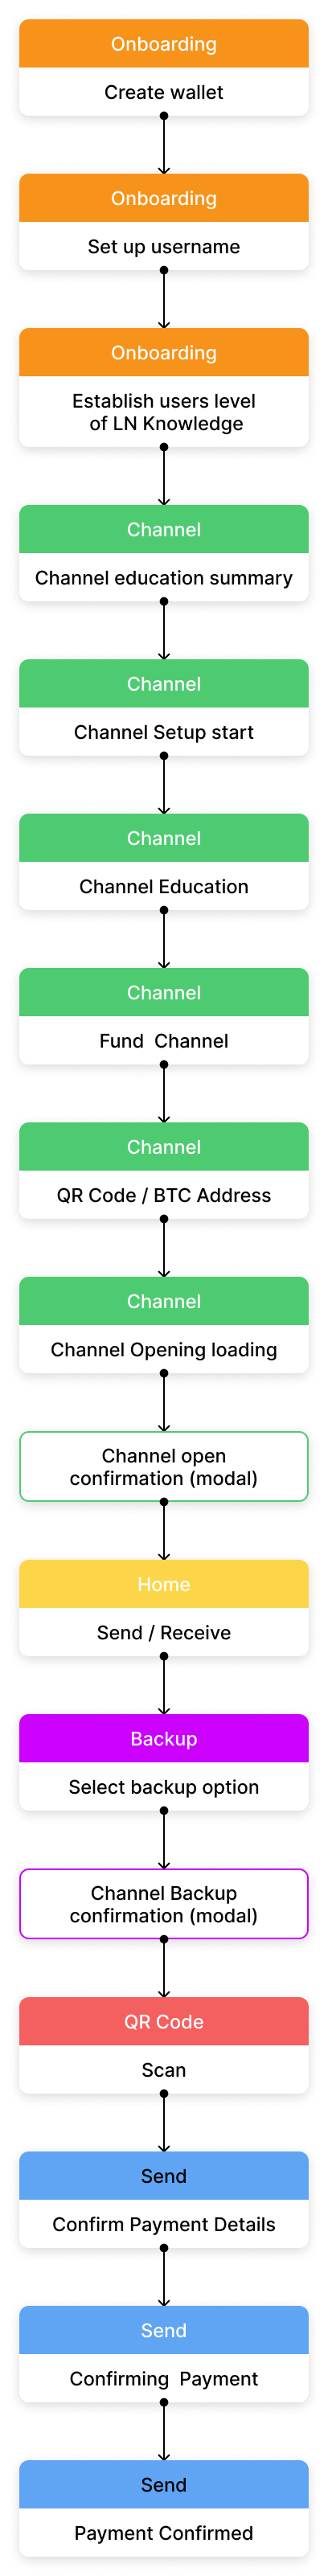 Onboarding
Create wallet
Onboarding
Set up username
Onboarding
Establish users level
of LN Knowledge
Channel
Channel education summary
Channel
Channel Setup start
Channel
Channel Education
Channel
Fund  Channel
Channel
QR Code / BTC Address
Channel
Channel Opening loading
Channel open
confirmation (modal)
Home
Send / Receive
Backup
Select backup option
Channel Backup
confirmation (modal)
QR Code
Scan
Send
Confirm Payment Details
Send
Confirming  Payment
Send
Payment Confirmed